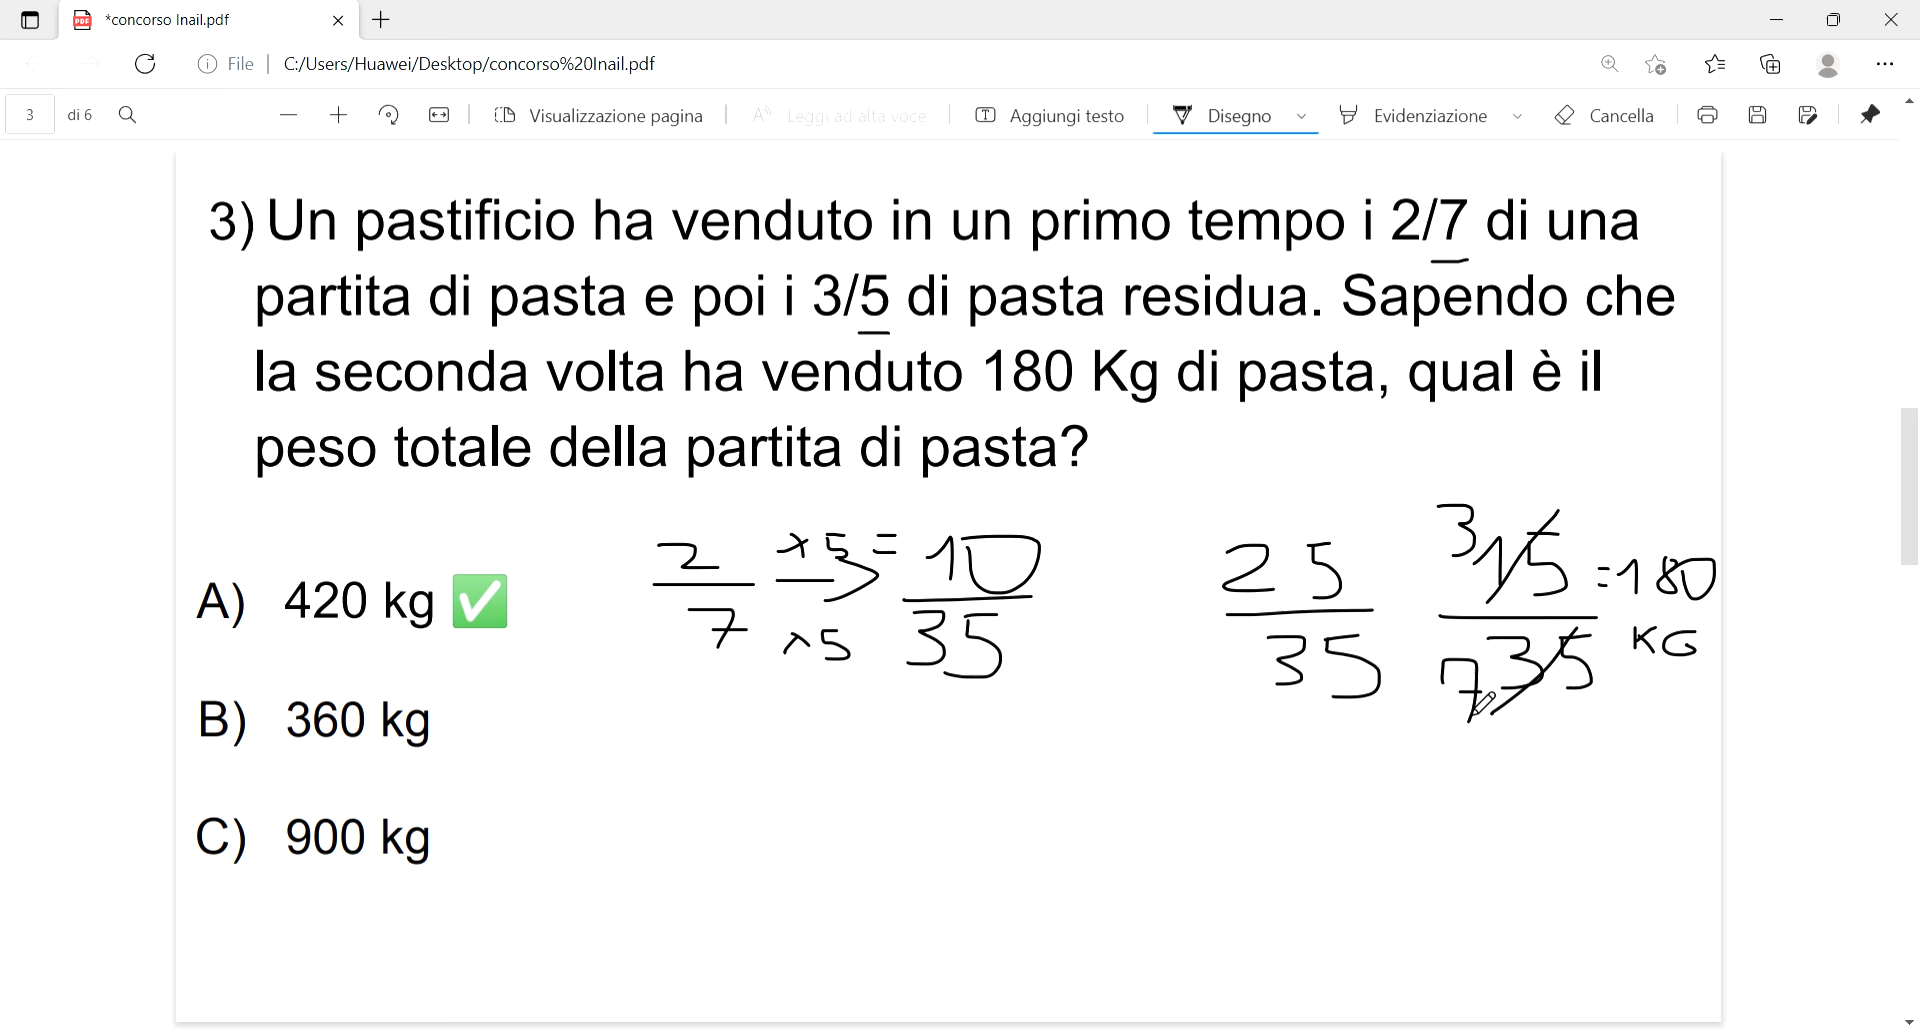 *concorso Inail.pdf
File | C:/Users/Huawei/Desktop/concorso%20Inail.pdf
3 di 6 Visualizzazione pagina Leggi ad alta voce Aggiungi testo Disegno Evidenziazione Cancella
3) Un pastificio ha venduto in un primo tempo i 2/7 di una
partita di pasta e poi i 3/5 di pasta residua. Sapendo che
la seconda volta ha venduto 180 Kg di pasta, qual è il
peso totale della partita di pasta?
2 ×5 = 10
7 ×5 35
25 3 15 = 180
35 7 35 KG
A) 420 kg ✅
B) 360 kg
C) 900 kg